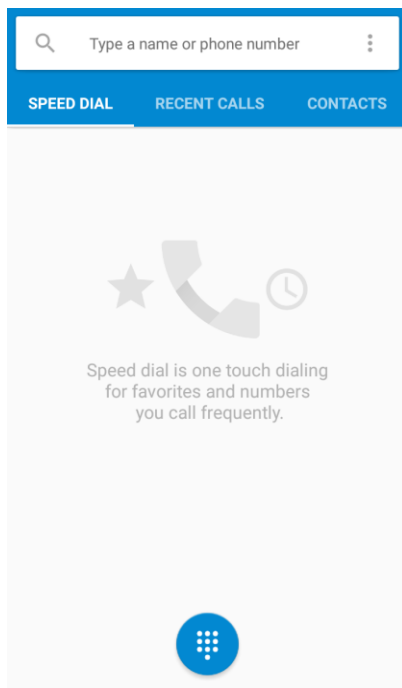 Type a name or phone number
SPEED DIAL RECENT CALLS CONTACTS
Speed dial is one touch dialing
for favorites and numbers
you call frequently.